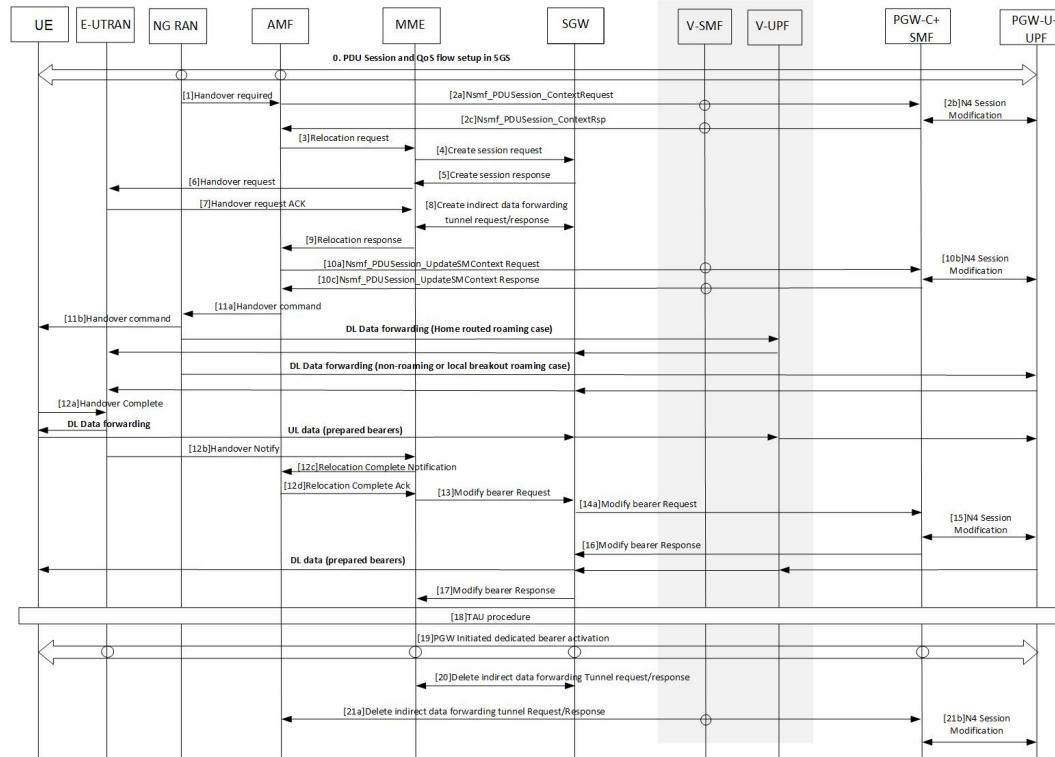 UE
E-UTRAN
NG RAN
AMF
MME
SGW
V-SMF
V-UPF
PGW-C+
SMF
PGW-U+
UPF
0. PDU Session and QoS flow setup in 5GS
[1]Handover required
[2a]Nsmf_PDUSession_ContextRequest
[2b]N4 Session
Modification
[2c]Nsmf_PDUSession_ContextRsp
[3]Relocation request
[4]Create session request
[5]Create session response
[6]Handover request
[7]Handover request ACK
[8]Create indirect data forwarding
tunnel request/response
[9]Relocation response
[10a]Nsmf_PDUSession_UpdateSMContext Request
[10b]N4 Session
Modification
[10c]Nsmf_PDUSession_UpdateSMContext Response
[11a]Handover command
[11b]Handover command
DL Data forwarding (Home routed roaming case)
DL Data forwarding (non-roaming or local breakout roaming case)
[12a]Handover Complete
DL Data forwarding
UL data (prepared bearers)
[12b]Handover Notify
[12c]Relocation Complete Notification
[12d]Relocation Complete Ack
[13]Modify bearer Request
[14a]Modify bearer Request
[15]N4 Session
Modification
[16]Modify bearer Response
DL data (prepared bearers)
[17]Modify bearer Response
[18]TAU procedure
[19]PGW Initiated dedicated bearer activation
[20]Delete indirect data forwarding Tunnel request/response
[21a]Delete indirect data forwarding tunnel Request/Response
[21b]N4 Session
Modification